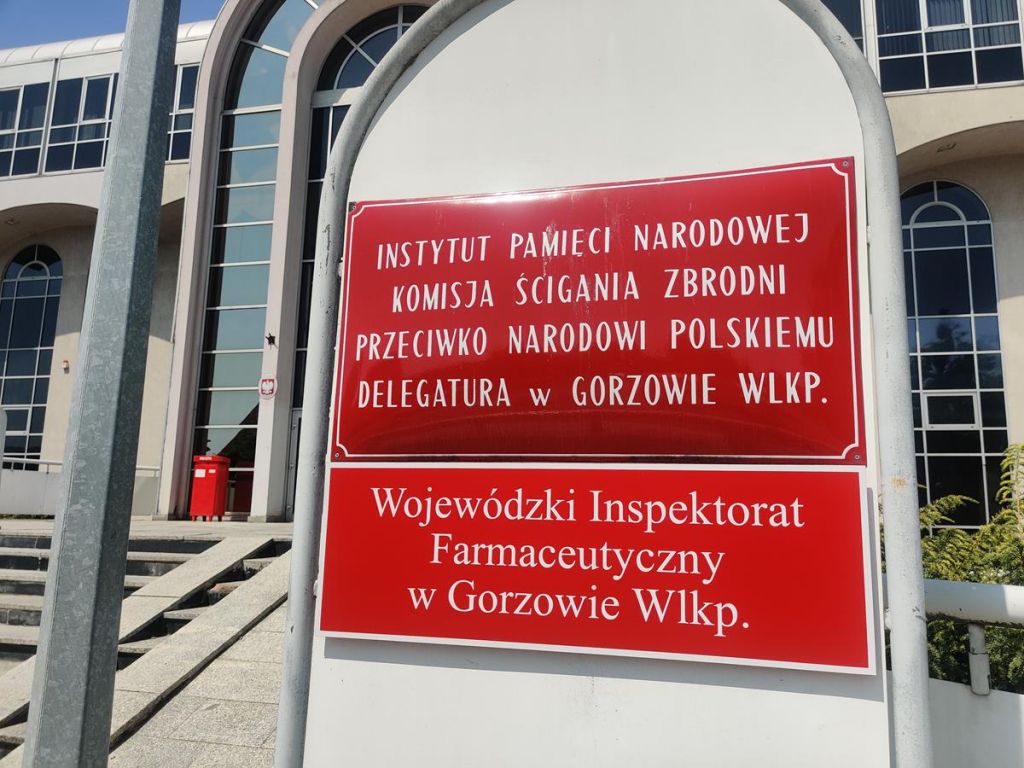 INSTYTUT PAMIĘCI NARODOWEJ
KOMISJA ŚCIGANIA ZBRODNI
PRZECIWKO NARODOWI POLSKIEMU
DELEGATURA w GORZOWIE WLKP.
Wojewódzki Inspektorat
Farmaceutyczny
w Gorzowie Wlkp.